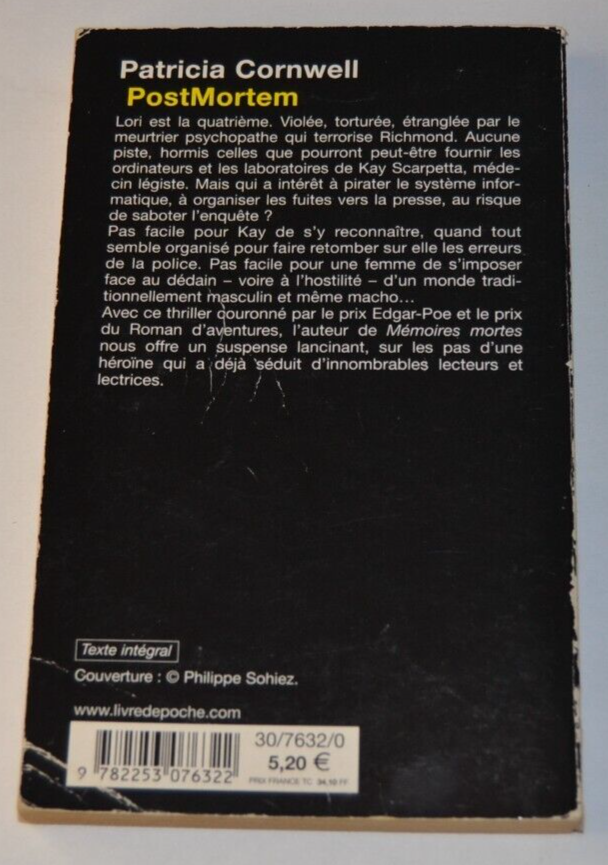 Patricia Cornwell
PostMortem
Lori est la quatrième. Violée, torturée, étranglée par le
meurtrier psychopathe qui terrorise Richmond. Aucune
piste, hormis celles que pourront peut-être fournir les
ordinateurs et les laboratoires de Kay Scarpetta, méde-
cin légiste. Mais qui a intérêt à pirater le système infor-
matique, à organiser les fuites vers la presse, au risque
de saboter l'enquête ?
Pas facile pour Kay de s'y reconnaître, quand tout
semble organisé pour faire retomber sur elle les erreurs
de la police. Pas facile pour une femme de s'imposer
face au dédain – voire à l'hostilité – d'un monde tradi-
tionnellement masculin et même macho...
Avec ce thriller couronné par le prix Edgar-Poe et le prix
du Roman d'aventures, l'auteur de Mémoires mortes
nous offre un suspense lancinant, sur les pas d'une
héroïne qui a déjà séduit d'innombrables lecteurs et
lectrices.
Texte intégral
Couverture : © Philippe Sohiez.
www.livredepoche.com
30/7632/0
5,20 €
PRIX FRANCE TC 34,10 FF
9 782253 076322